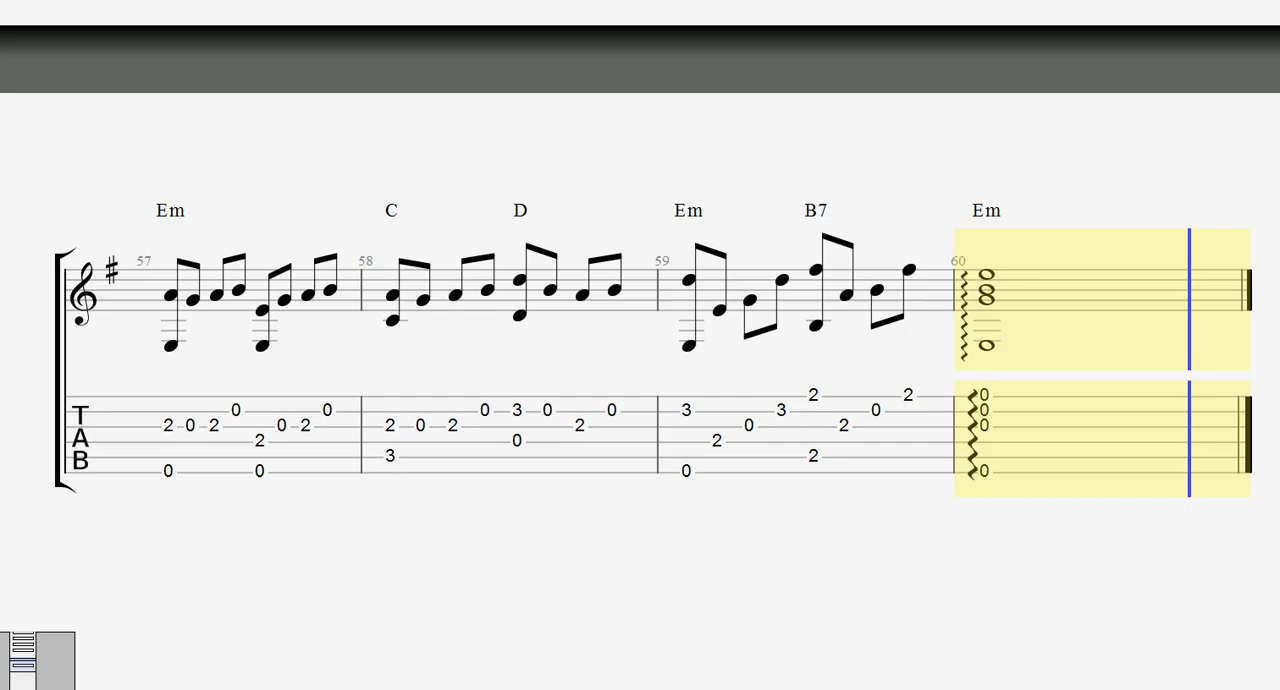 Em C D Em B7 Em
57 58 59 60
2 2
0 0 0 3 0 0 3 3 0 0
T 2 0 2 0 2 2 0 2 2 0 2 0
A 2 0 2
B 3 2
0 0 0 0